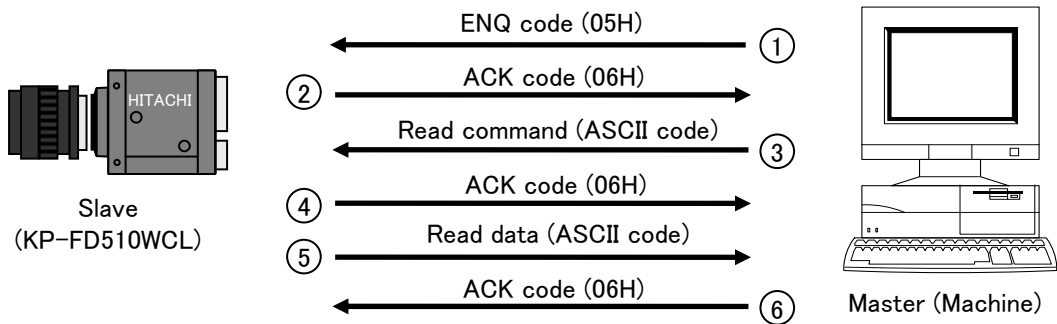 ENQ code (05H)
①
② ACK code (06H)
HITACHI
Read command (ASCII code)
③
ACK code (06H)
④
Slave
(KP-FD510WCL)
Read data (ASCII code)
⑤
ACK code (06H)
⑥
Master (Machine)